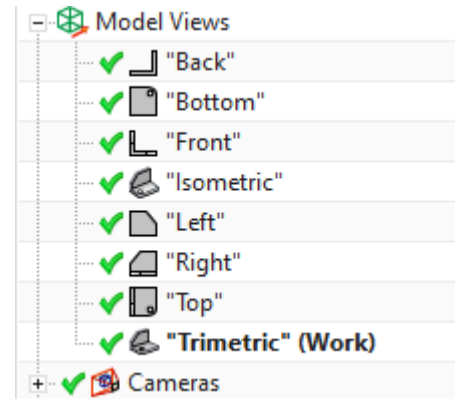 Model Views
"Back"
"Bottom"
"Front"
"Isometric"
"Left"
"Right"
"Top"
"Trimetric" (Work)
Cameras